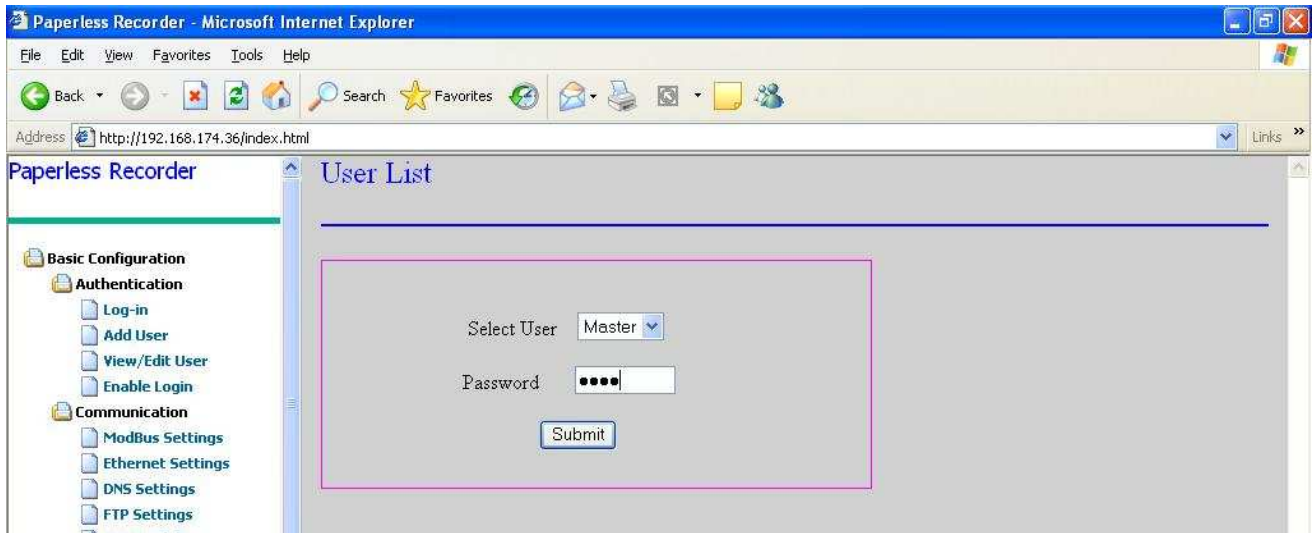 Paperless Recorder - Microsoft Internet Explorer
File Edit View Favorites Tools Help
Back Search Favorites
Address http://192.168.174.36/index.html Links »
Paperless Recorder
User List
Basic Configuration
Authentication
Log-in
Add User
View/Edit User
Enable Login
Communication
ModBus Settings
Ethernet Settings
DNS Settings
FTP Settings
Select User Master
Password ••••
Submit